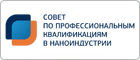 СОВЕТ
ПО ПРОФЕССИОНАЛЬНЫМ
КВАЛИФИКАЦИЯМ
В НАНОИНДУСТРИИ